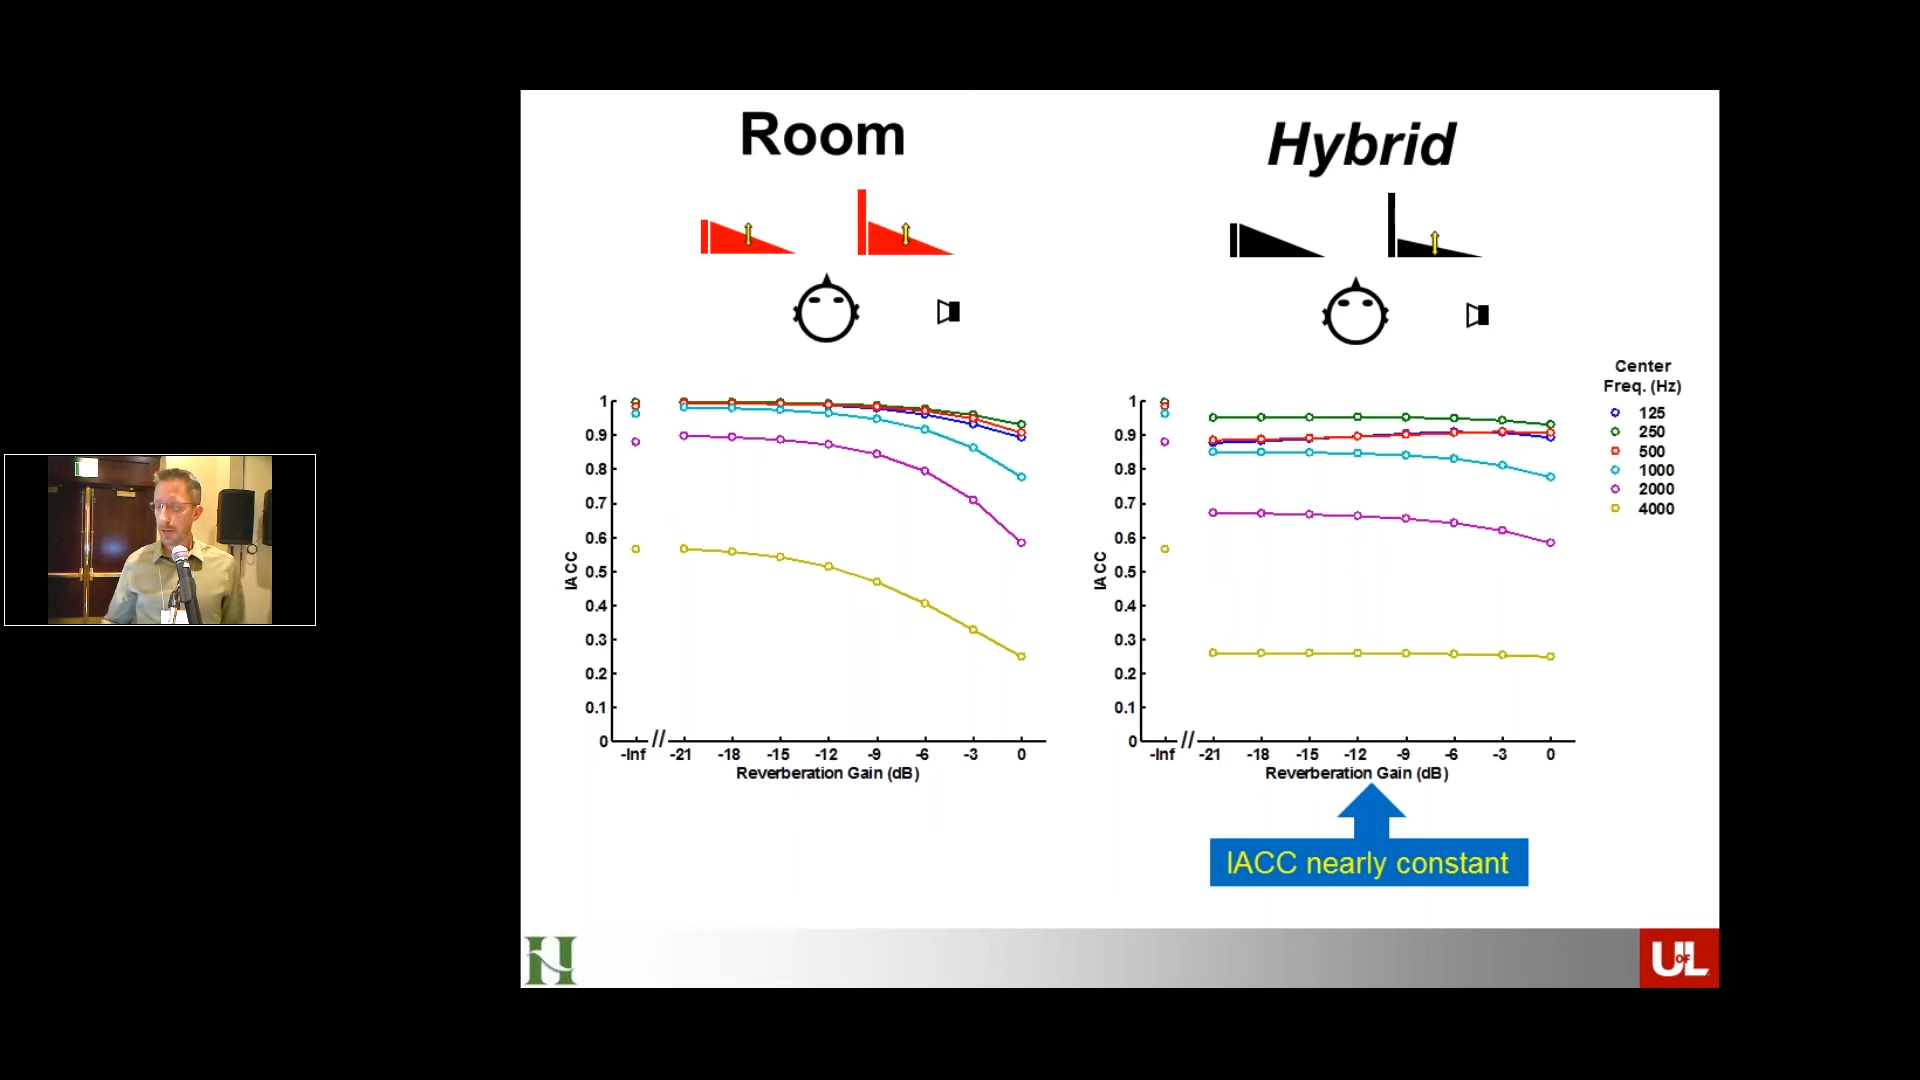 Room
Hybrid
1
0.9
0.8
0.7
0.6
0.5
0.4
0.3
0.2
0.1
0
IACC
-Inf // -21 -18 -15 -12 -9 -6 -3 0
Reverberation Gain (dB)
1
0.9
0.8
0.7
0.6
0.5
0.4
0.3
0.2
0.1
0
IACC
-Inf // -21 -18 -15 -12 -9 -6 -3 0
Reverberation Gain (dB)
Center
Freq. (Hz)
125
250
500
1000
2000
4000
IACC nearly constant
H
UOFL